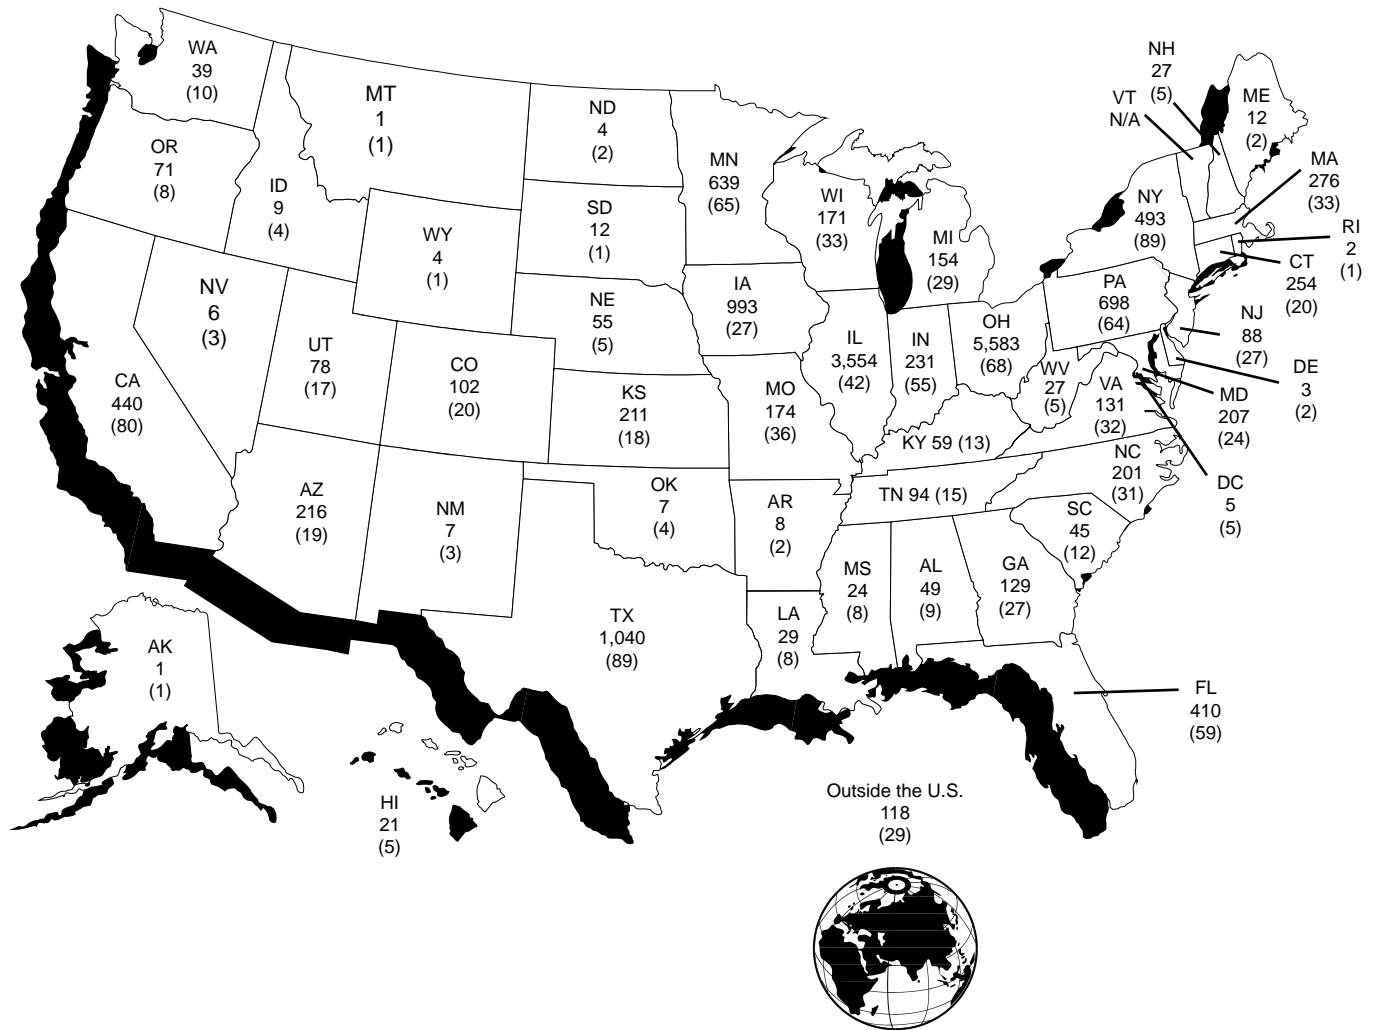 WA
39
(10)
OR
71
(8)
CA
440
(80)
NV
6
(3)
ID
9
(4)
MT
1
(1)
WY
4
(1)
UT
78
(17)
CO
102
(20)
AZ
216
(19)
NM
7
(3)
ND
4
(2)
SD
12
(1)
NE
55
(5)
KS
211
(18)
OK
7
(4)
TX
1,040
(89)
MN
639
(65)
IA
993
(27)
MO
174
(36)
AR
8
(2)
LA
29
(8)
WI
171
(33)
IL
3,554
(42)
MI
154
(29)
IN
231
(55)
OH
5,583
(68)
KY 59 (13)
TN 94 (15)
MS
24
(8)
AL
49
(9)
GA
129
(27)
SC
45
(12)
NC
201
(31)
VA
131
(32)
WV
27
(5)
PA
698
(64)
NY
493
(89)
VT
N/A
NH
27
(5)
ME
12
(2)
MA
276
(33)
RI
2
(1)
CT
254
(20)
NJ
88
(27)
DE
3
(2)
MD
207
(24)
DC
5
(5)
FL
410
(59)
AK
1
(1)
HI
21
(5)
Outside the U.S.
118
(29)